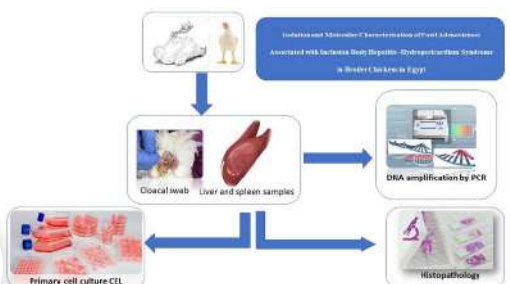 Isolation and Molecular Characterization of Fowl Adenoviruses
Associated with Inclusion Body Hepatitis-Hydropericardium Syndrome
in Broiler Chickens in Egypt
Cloacal swab
Liver and spleen samples
DNA amplification by PCR
Primary cell culture CEL
Histopathology